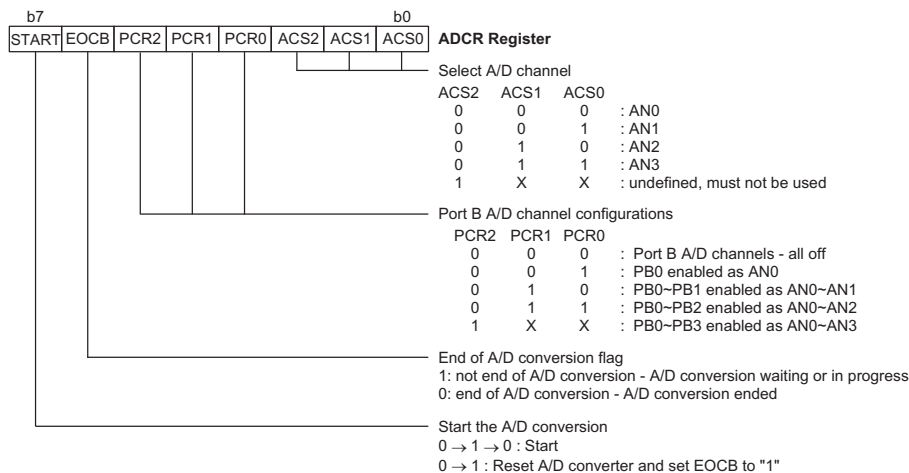 b7 b0
START EOCB PCR2 PCR1 PCR0 ACS2 ACS1 ACS0 ADCR Register
Select A/D channel
ACS2 ACS1 ACS0
0 0 0 : AN0
0 0 1 : AN1
0 1 0 : AN2
0 1 1 : AN3
1 X X : undefined, must not be used
Port B A/D channel configurations
PCR2 PCR1 PCR0
0 0 0 : Port B A/D channels - all off
0 0 1 : PB0 enabled as AN0
0 1 0 : PB0~PB1 enabled as AN0~AN1
0 1 1 : PB0~PB2 enabled as AN0~AN2
1 X X : PB0~PB3 enabled as AN0~AN3
End of A/D conversion flag
1: not end of A/D conversion - A/D conversion waiting or in progress
0: end of A/D conversion - A/D conversion ended
Start the A/D conversion
0 → 1 → 0 : Start
0 → 1 : Reset A/D converter and set EOCB to "1"